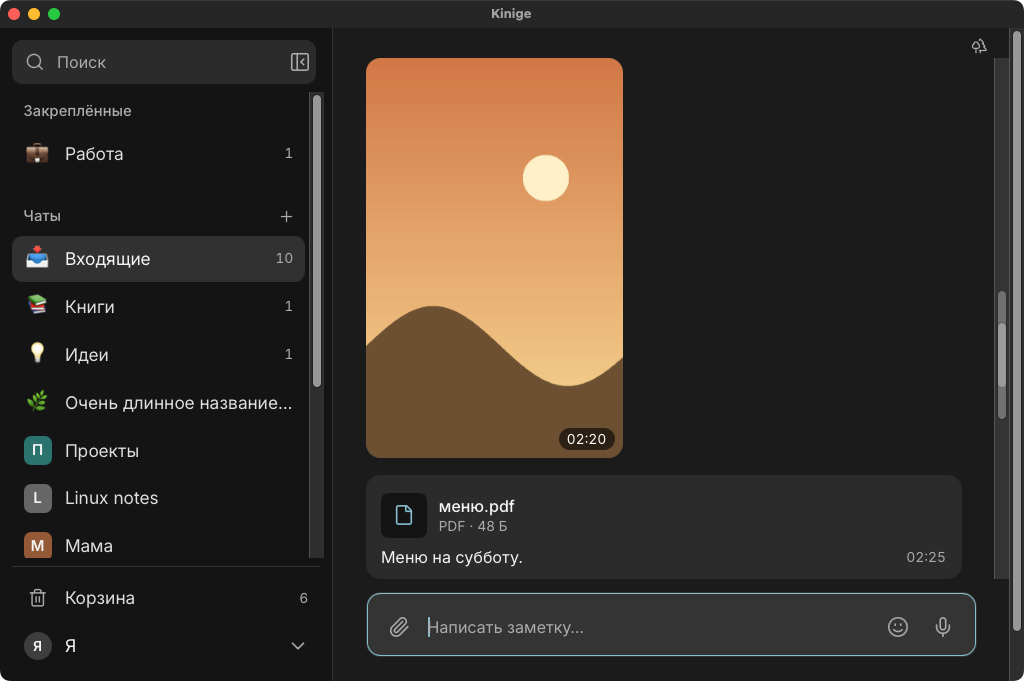 Kinige
Поиск
Закреплённые
Работа 1
Чаты
Входящие 10
Книги 1
Идеи 1
Очень длинное название...
П Проекты
L Linux notes
М Мама
Корзина 6
Я Я
02:20
меню.pdf
PDF · 48 Б
Меню на субботу. 02:25
Написать заметку...